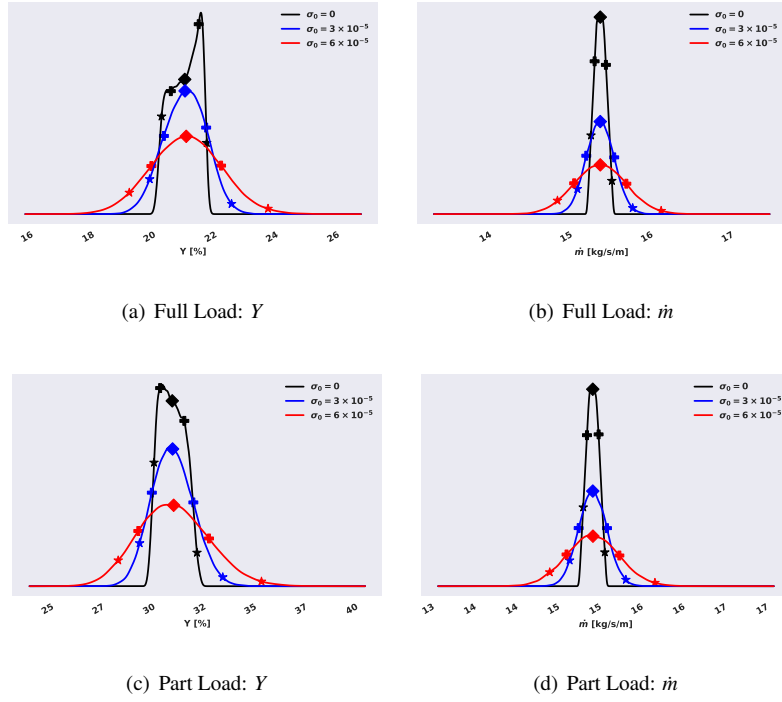 σ₀ = 0
σ₀ = 3 × 10⁻⁵
σ₀ = 6 × 10⁻⁵
16 18 20 22 24 26
Y [%]
(a) Full Load: Y
σ₀ = 0
σ₀ = 3 × 10⁻⁵
σ₀ = 6 × 10⁻⁵
14 15 16 17
ṁ [kg/s/m]
(b) Full Load: ṁ
σ₀ = 0
σ₀ = 3 × 10⁻⁵
σ₀ = 6 × 10⁻⁵
25 27 30 32 35 37 40
Y [%]
(c) Part Load: Y
σ₀ = 0
σ₀ = 3 × 10⁻⁵
σ₀ = 6 × 10⁻⁵
13 14 14 15 15 16 16 17 17
ṁ [kg/s/m]
(d) Part Load: ṁ